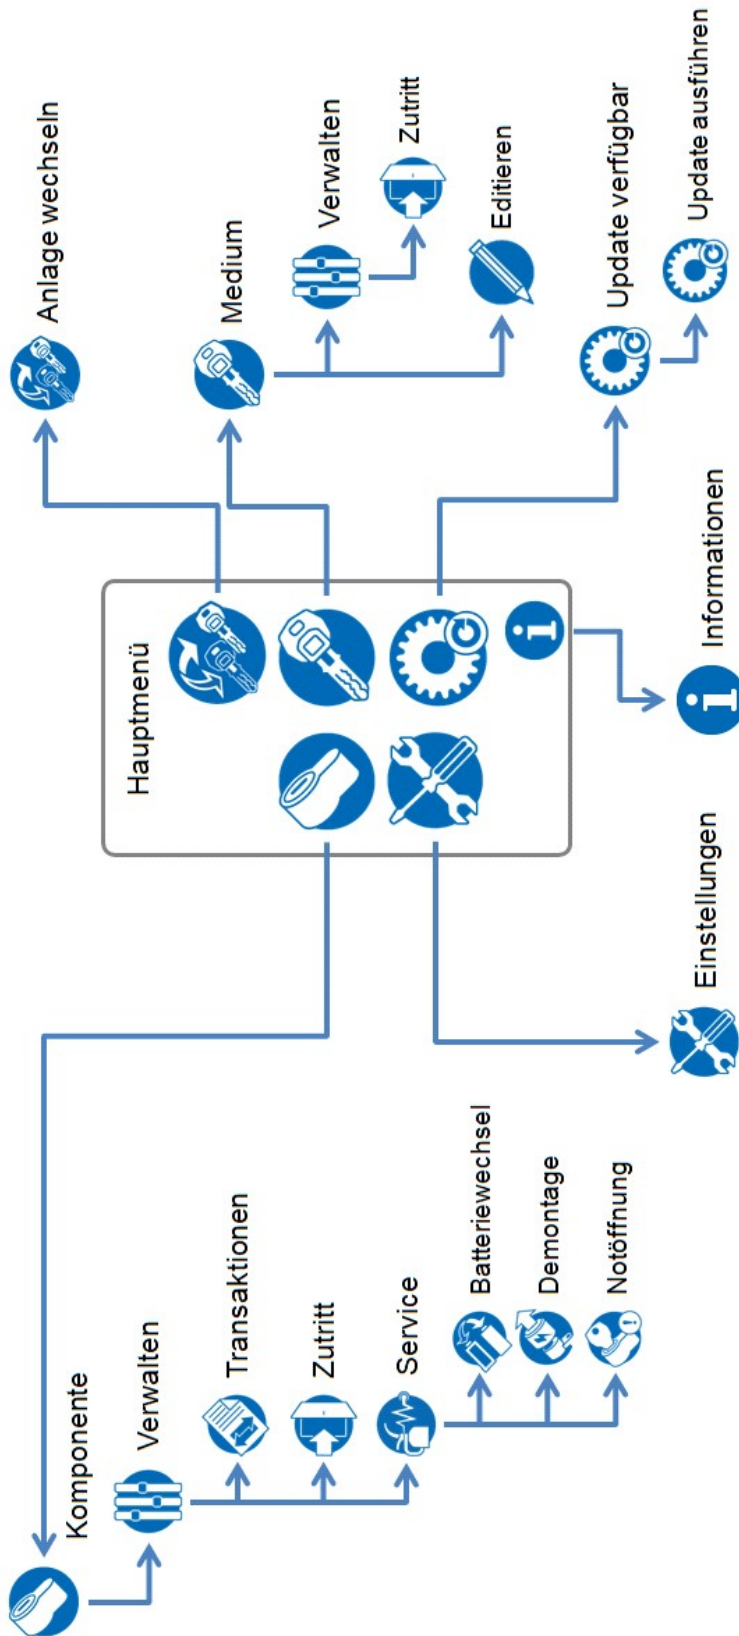 Hauptmenü
Komponente
Verwalten
Transaktionen
Zutritt
Service
Batteriewechsel
Demontage
Notöffnung
Einstellungen
Informationen
Anlage wechseln
Medium
Verwalten
Zutritt
Editieren
Update verfügbar
Update ausführen